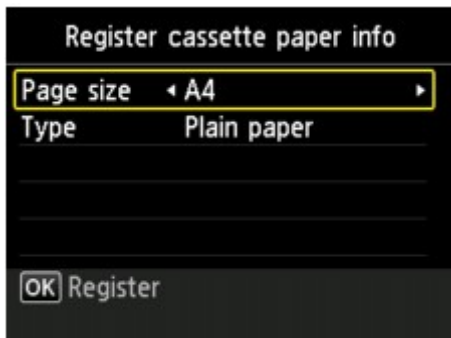 Register cassette paper info
Page size A4
Type Plain paper
OK Register